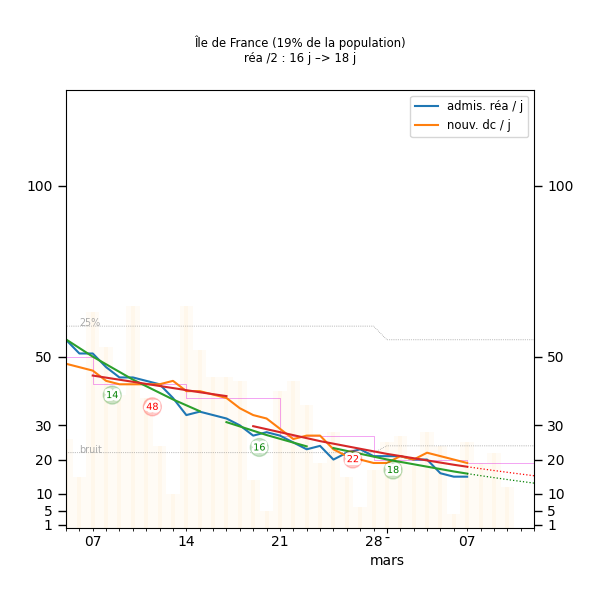 Île de France (19% de la population)
réa /2 : 16 j –> 18 j
admis. réa / j
nouv. dc / j
100 100
25%
50 50
14
48
30 30
bruit
16
22
20 20
18
10 10
5 5
1 1
07 14 21 28 07
mars